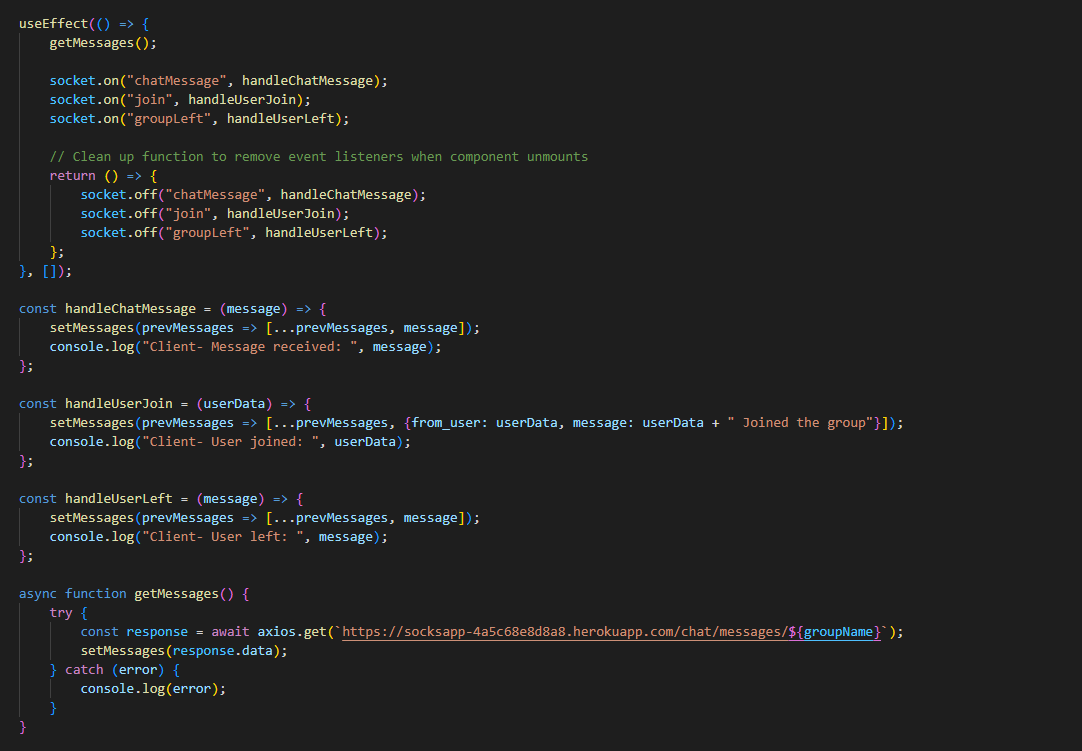 useEffect(() => {
    getMessages();

    socket.on("chatMessage", handleChatMessage);
    socket.on("join", handleUserJoin);
    socket.on("groupLeft", handleUserLeft);

    // Clean up function to remove event listeners when component unmounts
    return () => {
        socket.off("chatMessage", handleChatMessage);
        socket.off("join", handleUserJoin);
        socket.off("groupLeft", handleUserLeft);
    };
}, []);

const handleChatMessage = (message) => {
    setMessages(prevMessages => [...prevMessages, message]);
    console.log("Client- Message received: ", message);
};

const handleUserJoin = (userData) => {
    setMessages(prevMessages => [...prevMessages, {from_user: userData, message: userData + " Joined the group"}]);
    console.log("Client- User joined: ", userData);
};

const handleUserLeft = (message) => {
    setMessages(prevMessages => [...prevMessages, message]);
    console.log("Client- User left: ", message);
};

async function getMessages() {
    try {
        const response = await axios.get(`https://socksapp-4a5c68e8d8a8.herokuapp.com/chat/messages/${groupName}`);
        setMessages(response.data);
    } catch (error) {
        console.log(error);
    }
}